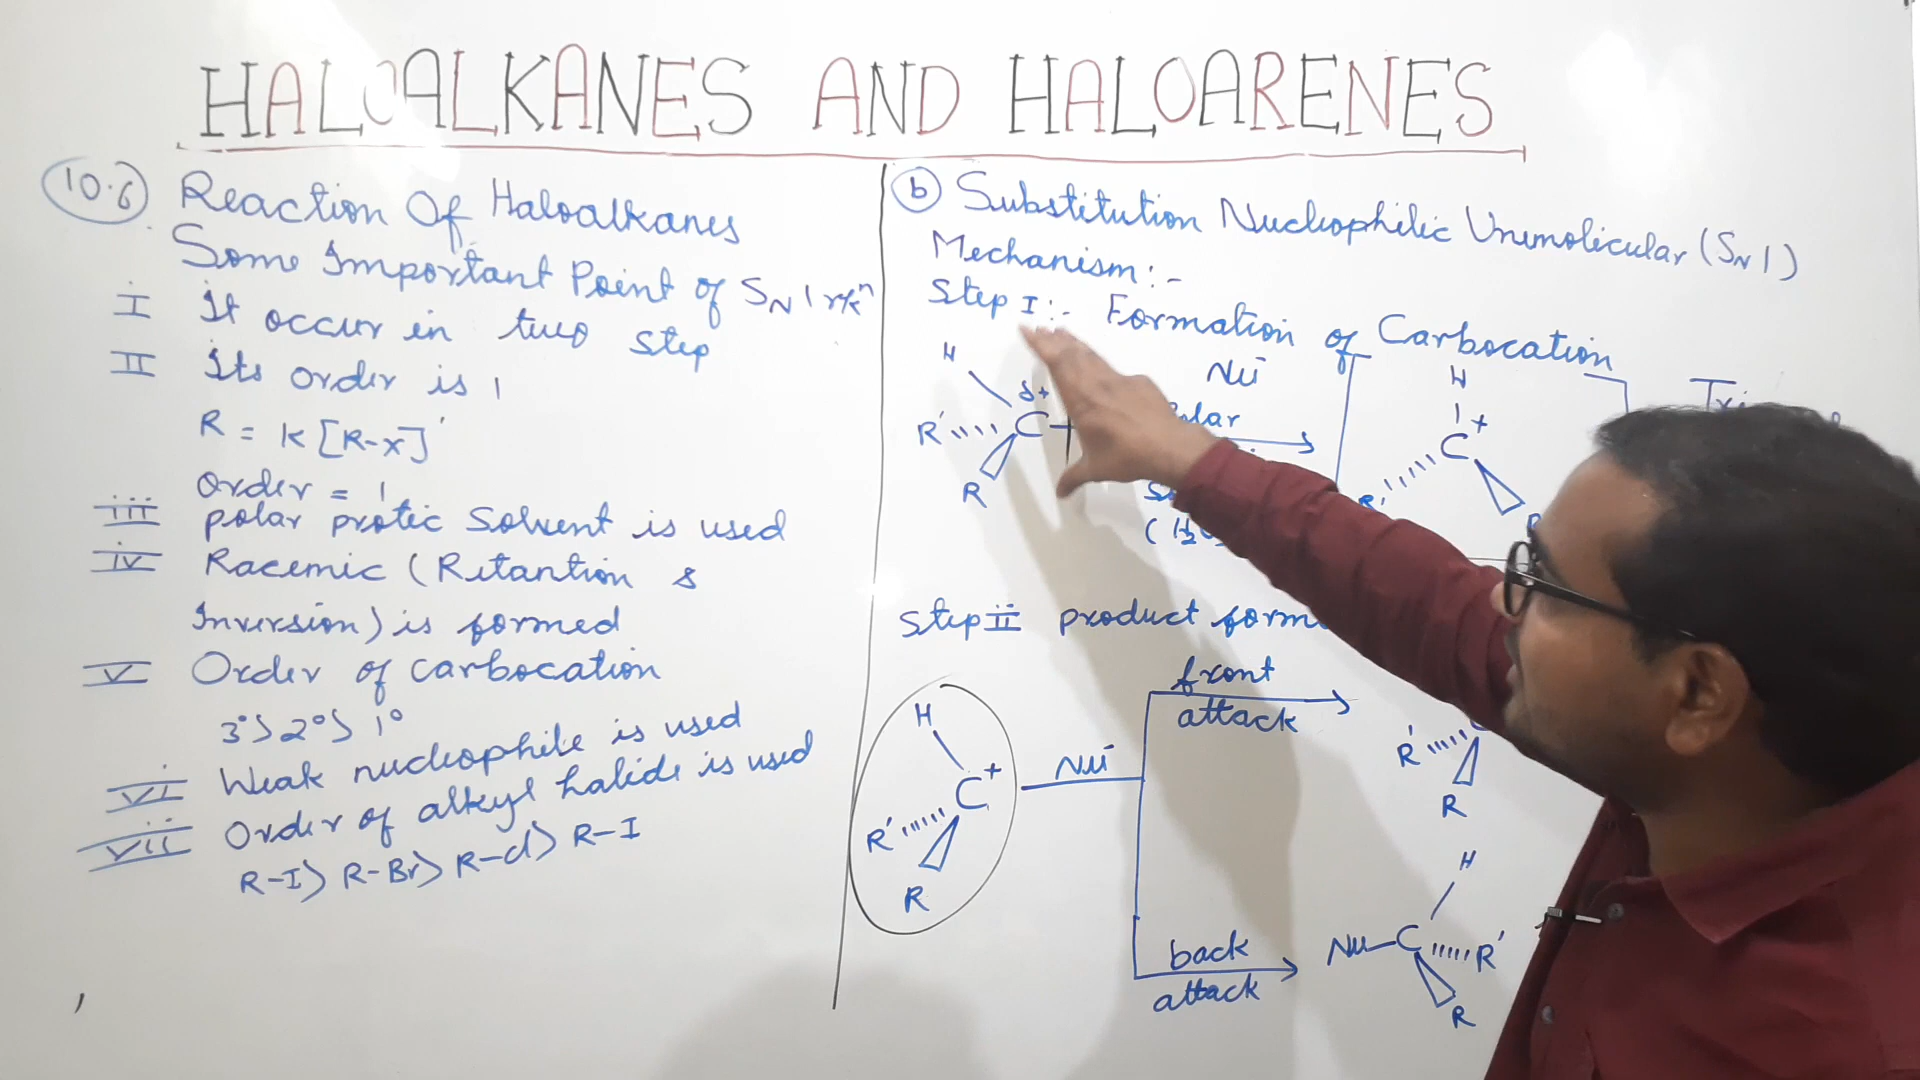 HALOALKANES AND HALOARENES
10.6 Reaction Of Haloalkanes
Some Important Point of SN1 rxn
I It occur in two step
II Its order is 1
R = K[R-X]'
order = 1
iii polar protic Solvent is used
iv Racemic (Retantion &
Inversion) is formed
V Order of carbocation
3°>2°>1°
vi Weak nucleophile is used
vii Order of alkyl halide is used
R-I> R-Br> R-Cl> R-I
b Substitution Nucleophilic Unimolicular (SN1)
Mechanism:-
Step I:- Formation of Carbocation
H
δ+
R' C
R
Nu-
H
C+
R
Step ii product
H
C+
R'
R
Nu-
front
attack
R'
R
back
attack
H
Nu-C R'
R